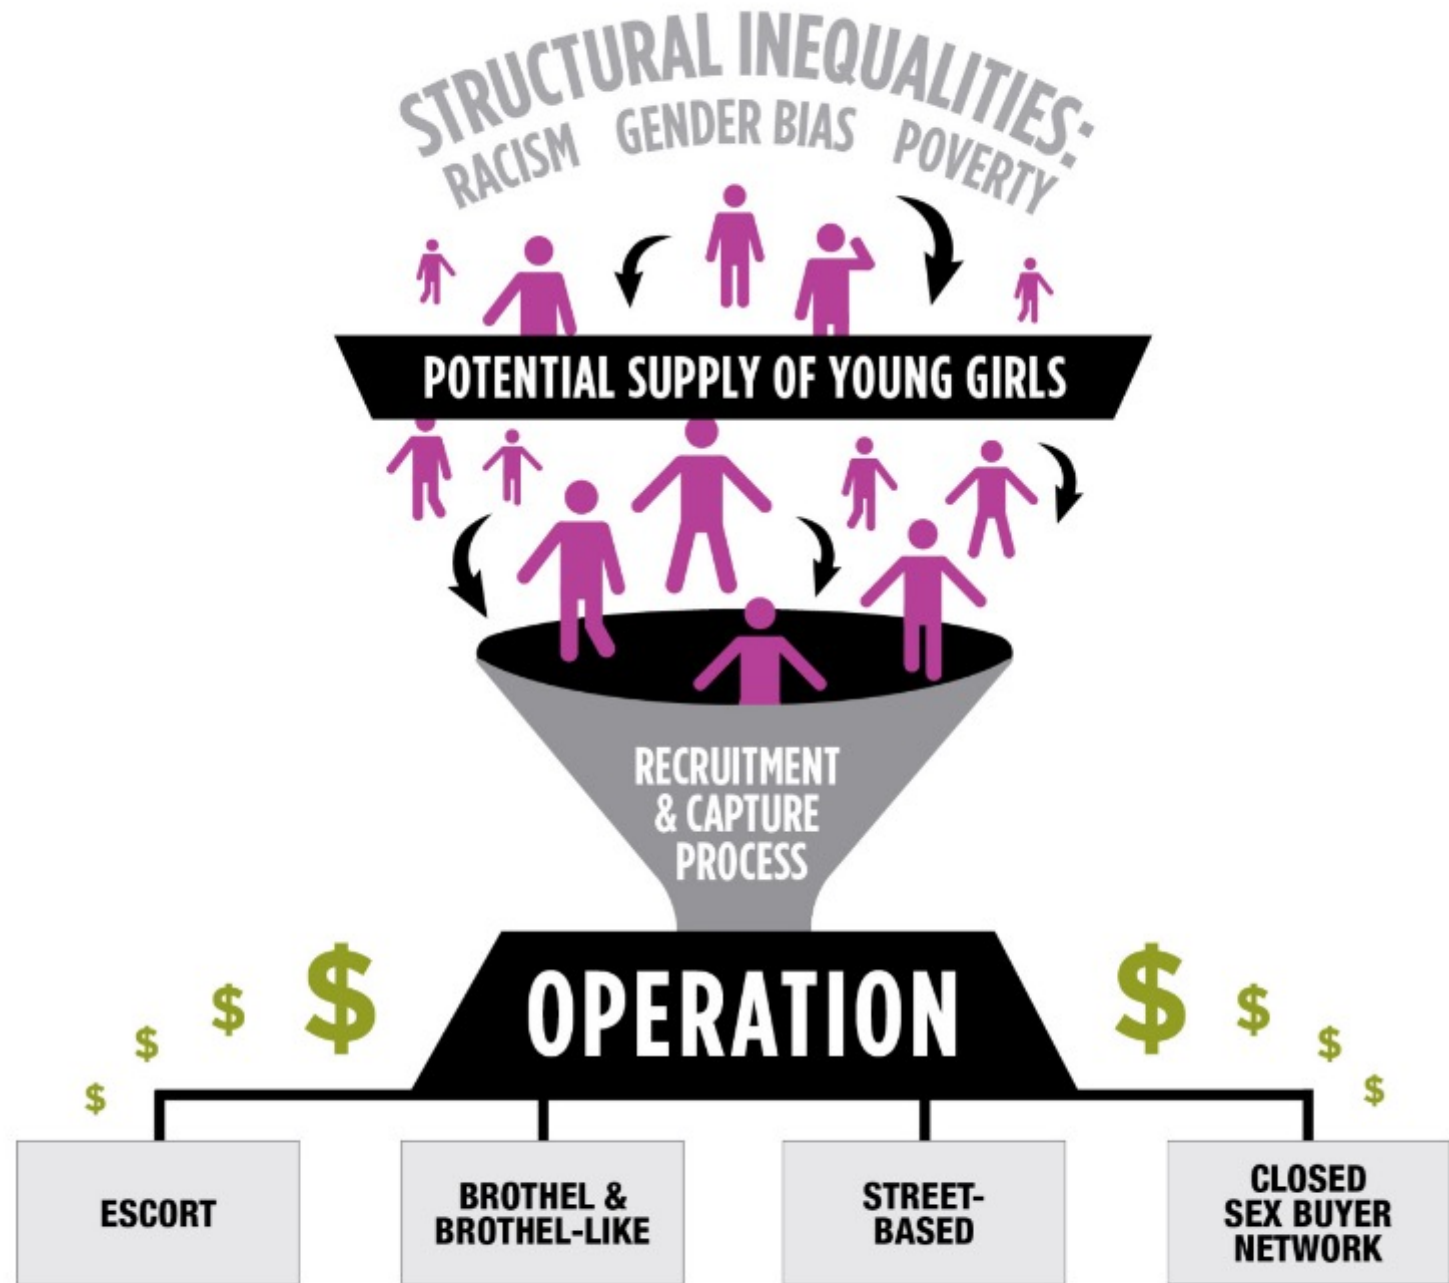 STRUCTURAL INEQUALITIES:
RACISM GENDER BIAS POVERTY
POTENTIAL SUPPLY OF YOUNG GIRLS
RECRUITMENT
& CAPTURE
PROCESS
$ $ $ OPERATION $ $ $
$ $
ESCORT
BROTHEL &
BROTHEL-LIKE
STREET-
BASED
CLOSED
SEX BUYER
NETWORK